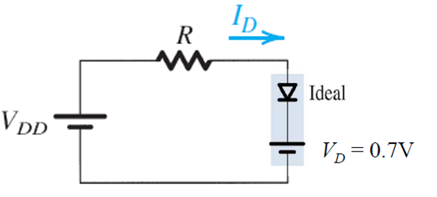 R
I_D
Ideal
V_DD
V_D = 0.7V